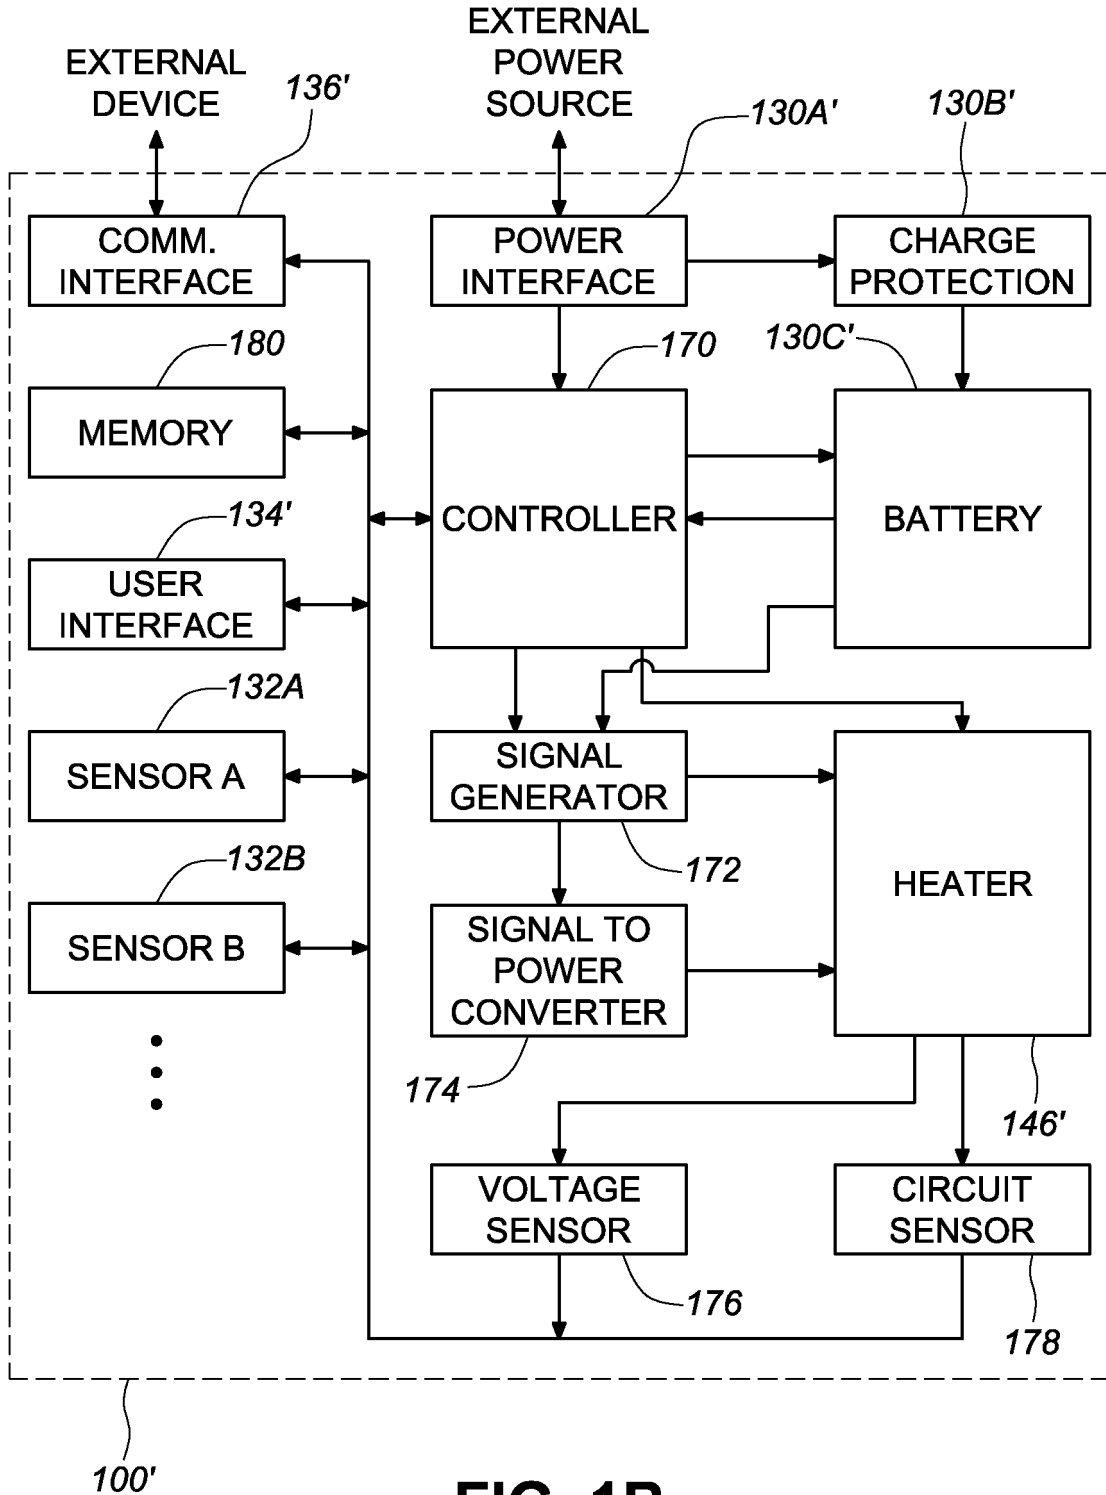 EXTERNAL
DEVICE
136'
EXTERNAL
POWER
SOURCE
130A'
130B'
COMM.
INTERFACE
POWER
INTERFACE
CHARGE
PROTECTION
180
170
130C'
MEMORY
CONTROLLER
BATTERY
134'
USER
INTERFACE
132A
SENSOR A
SIGNAL
GENERATOR
172
HEATER
132B
SENSOR B
SIGNAL TO
POWER
CONVERTER
174
146'
VOLTAGE
SENSOR
176
CIRCUIT
SENSOR
178
100'
FIG. 1B